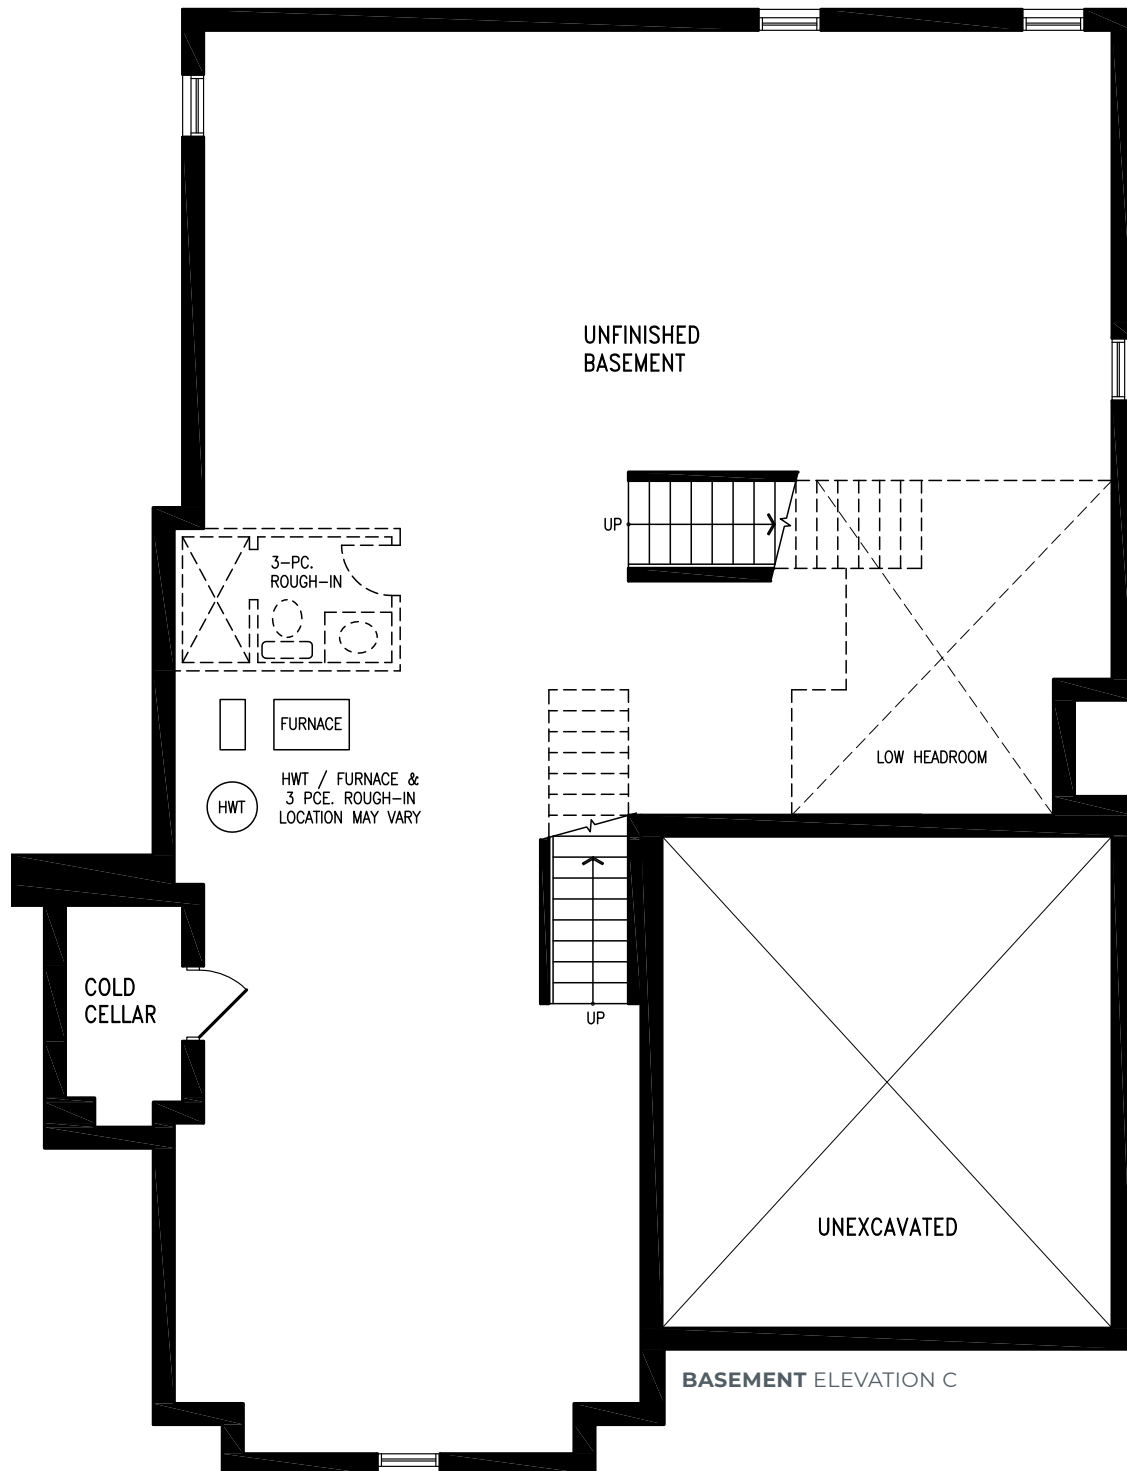 UNFINISHED
BASEMENT
UP
3-PC.
ROUGH-IN
FURNACE
LOW HEADROOM
HWT / FURNACE &
3 PCE. ROUGH-IN
LOCATION MAY VARY
HWT
COLD
CELLAR
UP
UNEXCAVATED
BASEMENT ELEVATION C